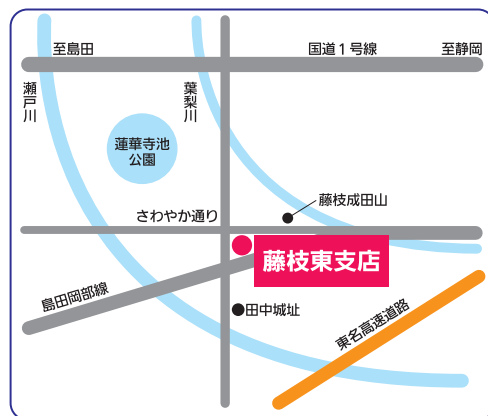 至島田
国道1号線
至静岡
瀬戸川
葉梨川
蓮華寺池
公園
藤枝成田山
さわやか通り
藤枝東支店
島田岡部線
田中城址
東名高速道路